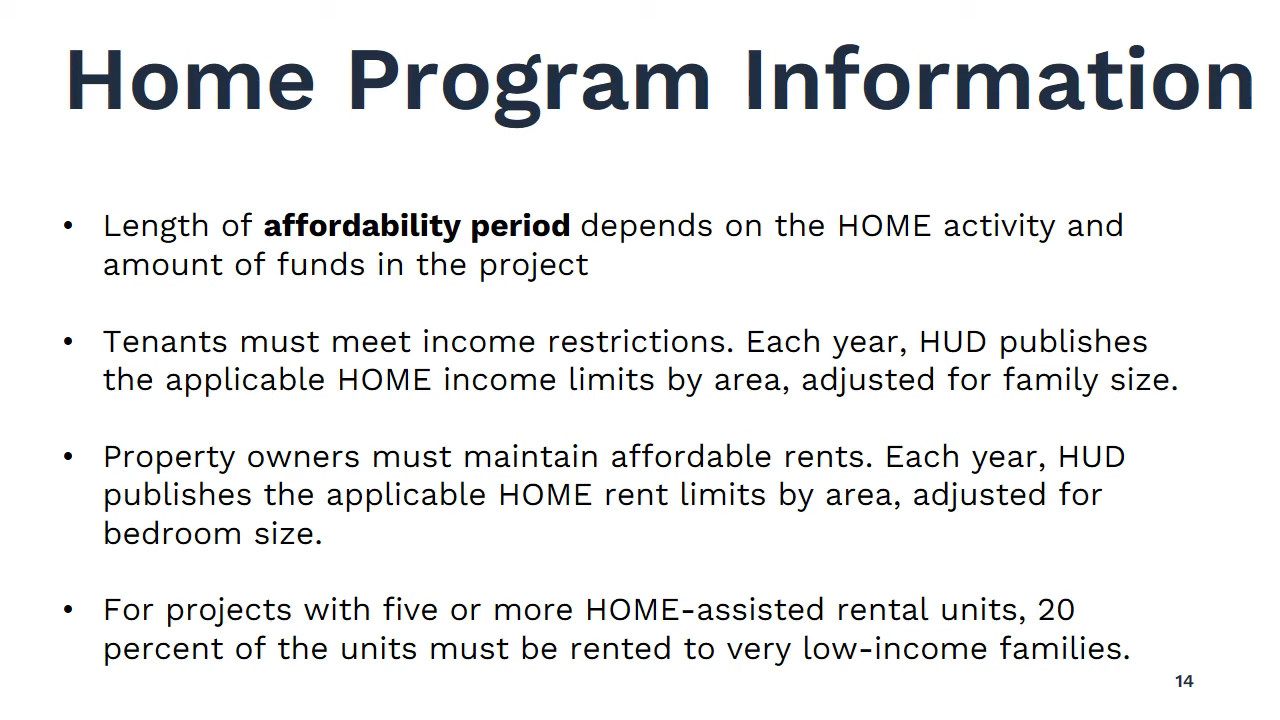 Home Program Information
• Length of affordability period depends on the HOME activity and
amount of funds in the project
• Tenants must meet income restrictions. Each year, HUD publishes
the applicable HOME income limits by area, adjusted for family size.
• Property owners must maintain affordable rents. Each year, HUD
publishes the applicable HOME rent limits by area, adjusted for
bedroom size.
• For projects with five or more HOME-assisted rental units, 20
percent of the units must be rented to very low-income families.
14